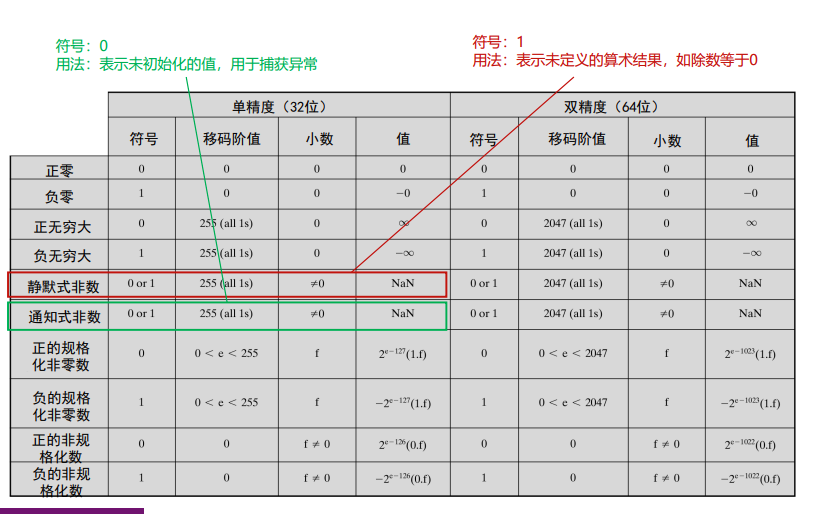 符号：0
用法：表示未初始化的值，用于捕获异常
符号：1
用法：表示未定义的算术结果，如除数等于0
单精度（32位） 双精度（64位）
符号 移码阶值 小数 值 符号 移码阶值 小数 值
正零 0 0 0 0 0 0 0 0
负零 1 0 0 −0 1 0 0 −0
正无穷大 0 255 (all 1s) 0 ∞ 0 2047 (all 1s) 0 ∞
负无穷大 1 255 (all 1s) 0 −∞ 1 2047 (all 1s) 0 −∞
静默式非数 0 or 1 255 (all 1s) ≠0 NaN 0 or 1 2047 (all 1s) ≠0 NaN
通知式非数 0 or 1 255 (all 1s) ≠0 NaN 0 or 1 2047 (all 1s) ≠0 NaN
正的规格
化非零数 0 0 < e < 255 f 2^{e−127}(1.f) 0 0 < e < 2047 f 2^{e−1023}(1.f)
负的规格
化非零数 1 0 < e < 255 f −2^{e−127}(1.f) 1 0 < e < 2047 f −2^{e−1023}(1.f)
正的非规
格化数 0 0 f ≠ 0 2^{e−126}(0.f) 0 0 f ≠ 0 2^{e−1022}(0.f)
负的非规
格化数 1 0 f ≠ 0 −2^{e−126}(0.f) 1 0 f ≠ 0 −2^{e−1022}(0.f)